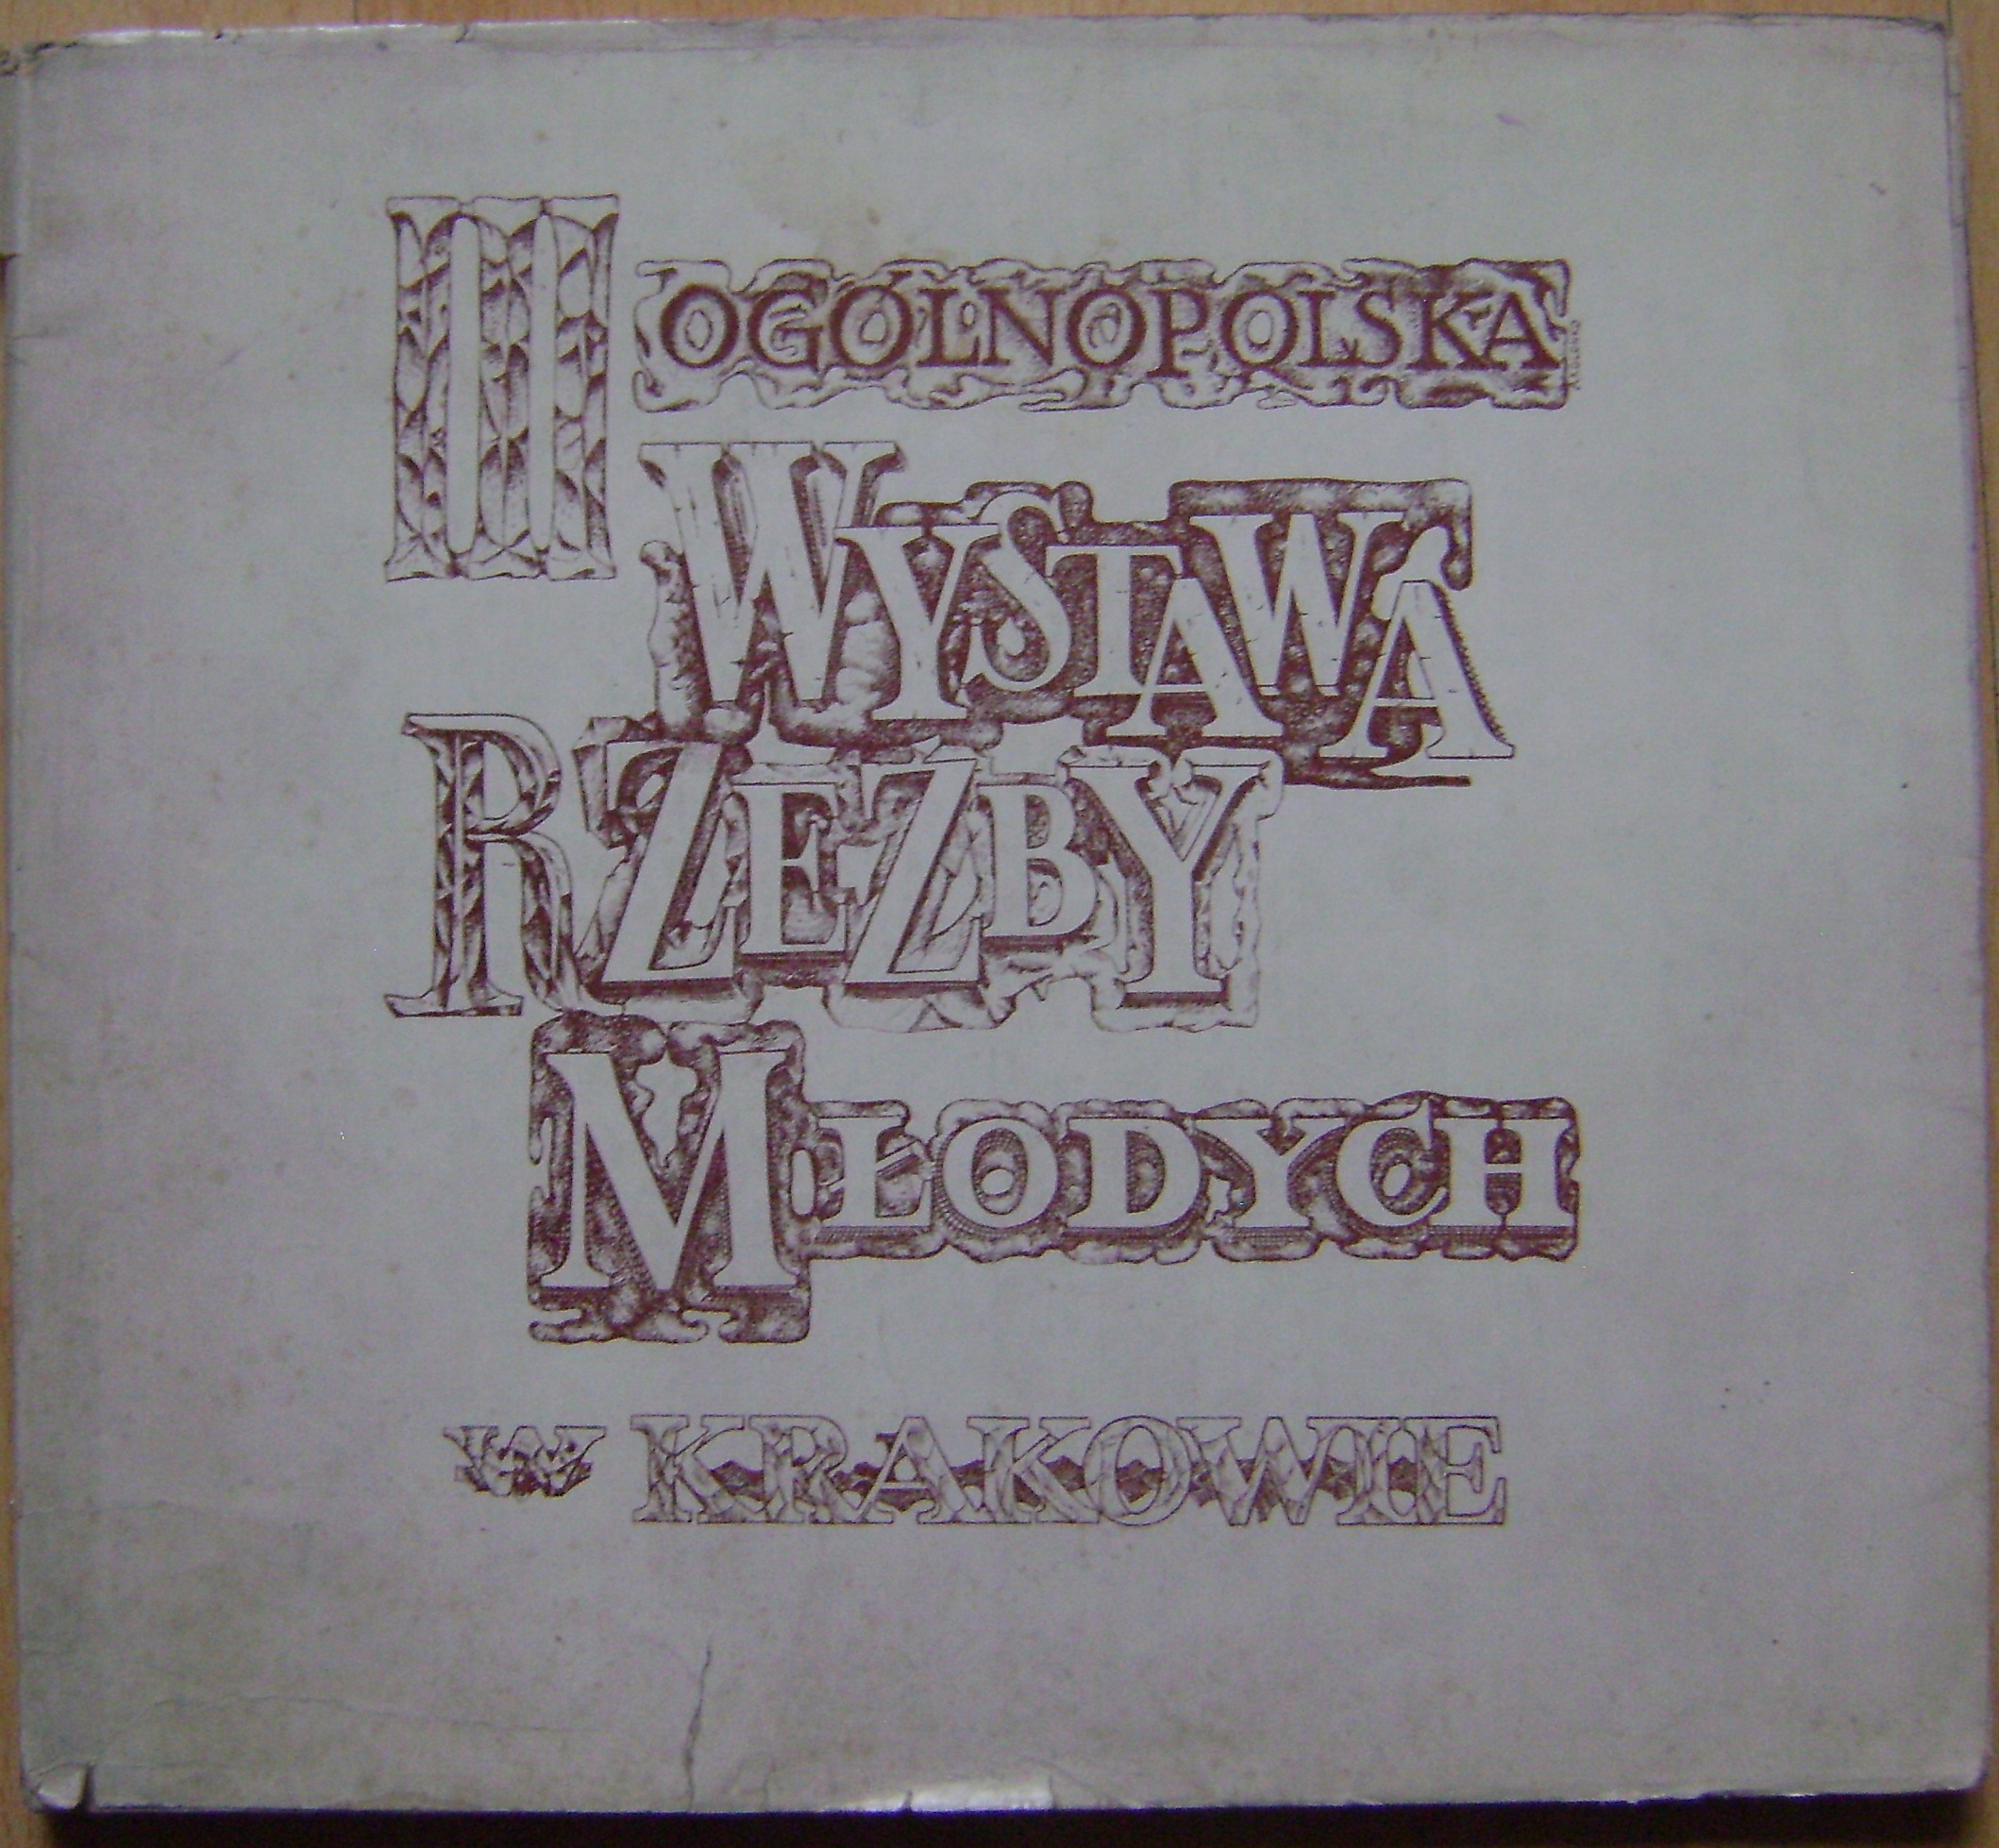 III OGÓLNOPOLSKA
WYSTAWA
RZEŹBY
MŁODYCH
W KRAKOWIE